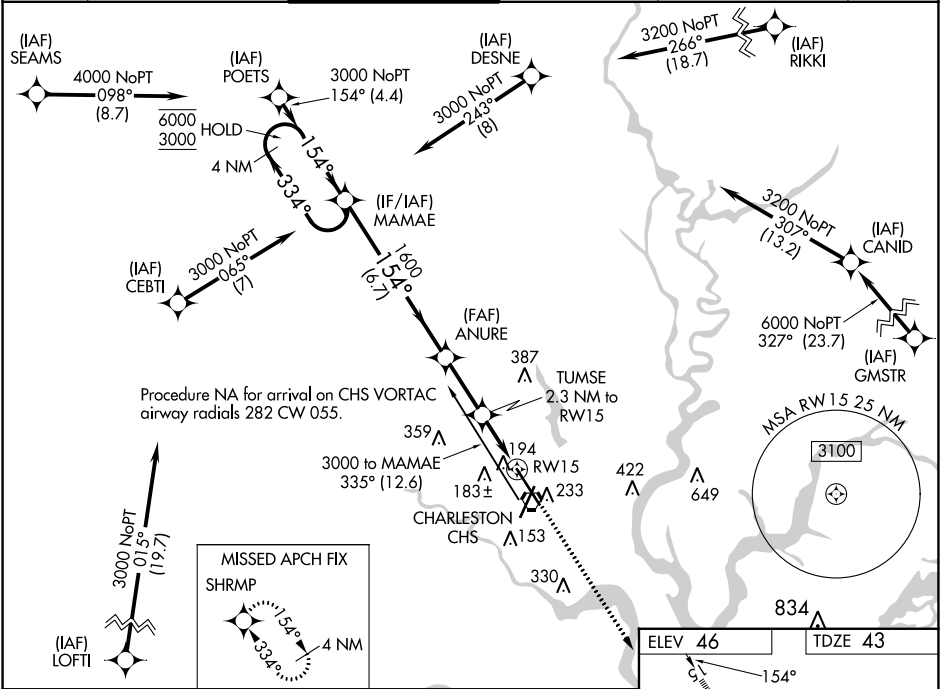 (IAF)
SEAMS
4000 NoPT
098°
(8.7)
(IAF)
POETS
3000 NoPT
154° (4.4)
6000
3000
HOLD
4 NM
154°
334°
(IF/IAF)
MAMAE
(IAF)
DESNE
3000 NoPT
243°
(8)
3200 NoPT
266°
(18.7)
(IAF)
RIKKI
3200 NoPT
307°
(13.2)
(IAF)
CANID
6000 NoPT
327° (23.7)
(IAF)
GMSTR
(IAF)
CEBTI
3000 NoPT
065°
(7)
1600
154°
(6.7)
(FAF)
ANURE
387
TUMSE
2.3 NM to
RW15
Procedure NA for arrival on CHS VORTAC
airway radials 282 CW 055.
359
3000 to MAMAE
335° (12.6)
194
RW15
183±
233
422
649
CHARLESTON
CHS
153
330
MSA RW15 25 NM
3100
3000 NoPT
015°
(19.7)
(IAF)
LOFTI
MISSED APCH FIX
SHRMP
154°
334°
4 NM
834
ELEV 46
TDZE 43
154°
15